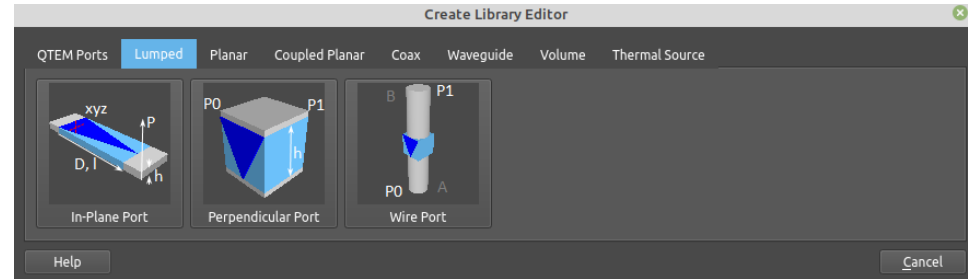 Create Library Editor
QTEM Ports Lumped Planar Coupled Planar Coax Waveguide Volume Thermal Source
xyz
P
D, l
h
In-Plane Port
P0 P1
h
Perpendicular Port
B P1
P0 A
Wire Port
Help Cancel